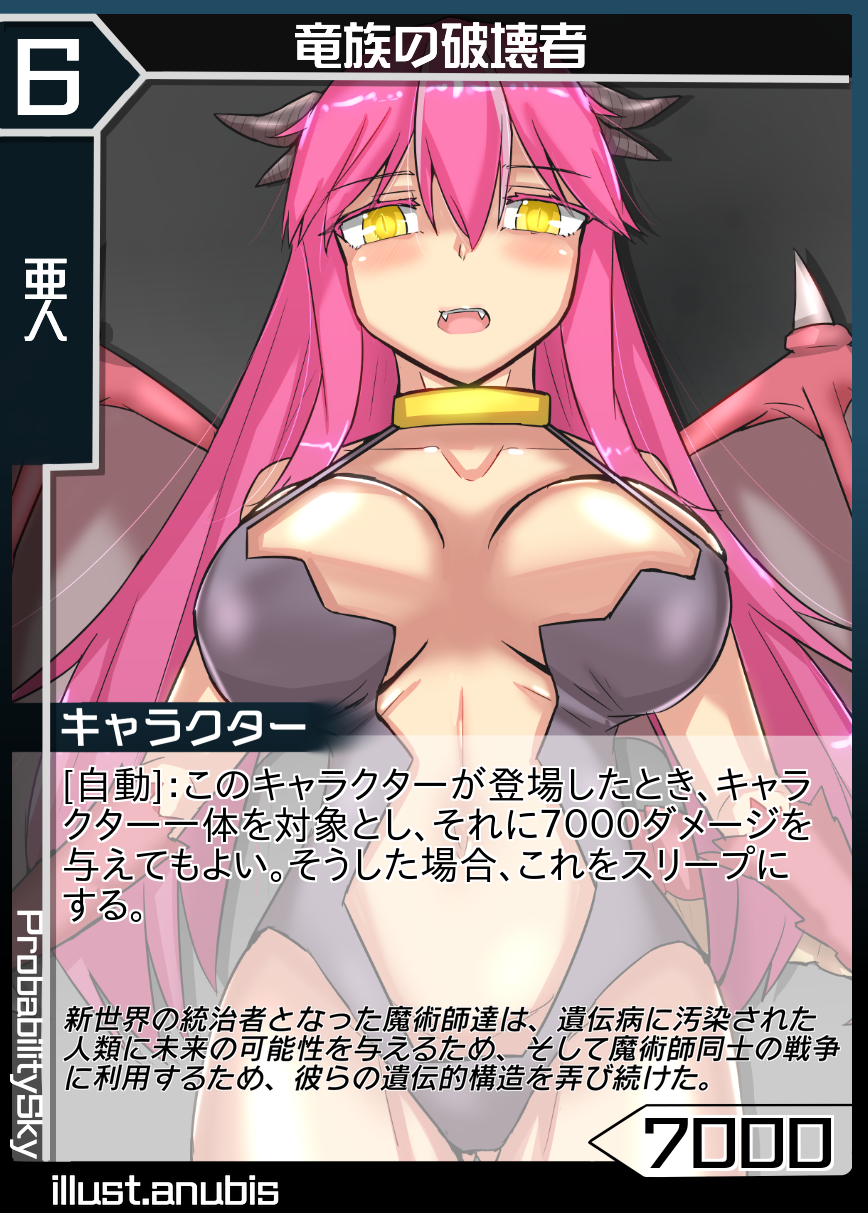 6
竜族の破壊者
亜人
キャラクター
[自動]:このキャラクターが登場したとき、キャラ
クター一体を対象とし、それに7000ダメージを
与えてもよい。そうした場合、これをスリープに
する。
新世界の統治者となった魔術師達は、遺伝病に汚染された
人類に未来の可能性を与えるため、そして魔術師同士の戦争
に利用するため、彼らの遺伝的構造を弄び続けた。
ProbabilitySky
7000
illust.anubis